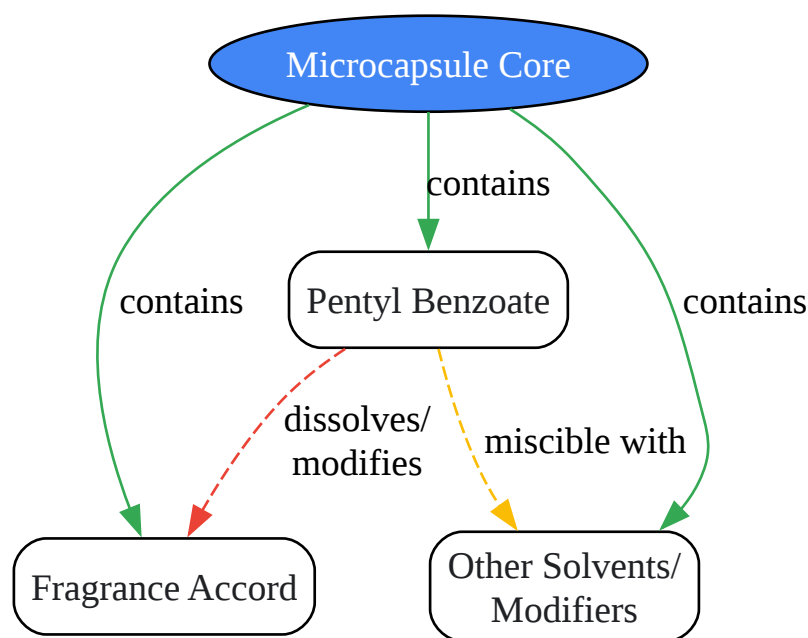 Microcapsule Core
contains
Pentyl Benzoate
contains
contains
dissolves/
modifies
miscible with
Fragrance Accord
Other Solvents/
Modifiers